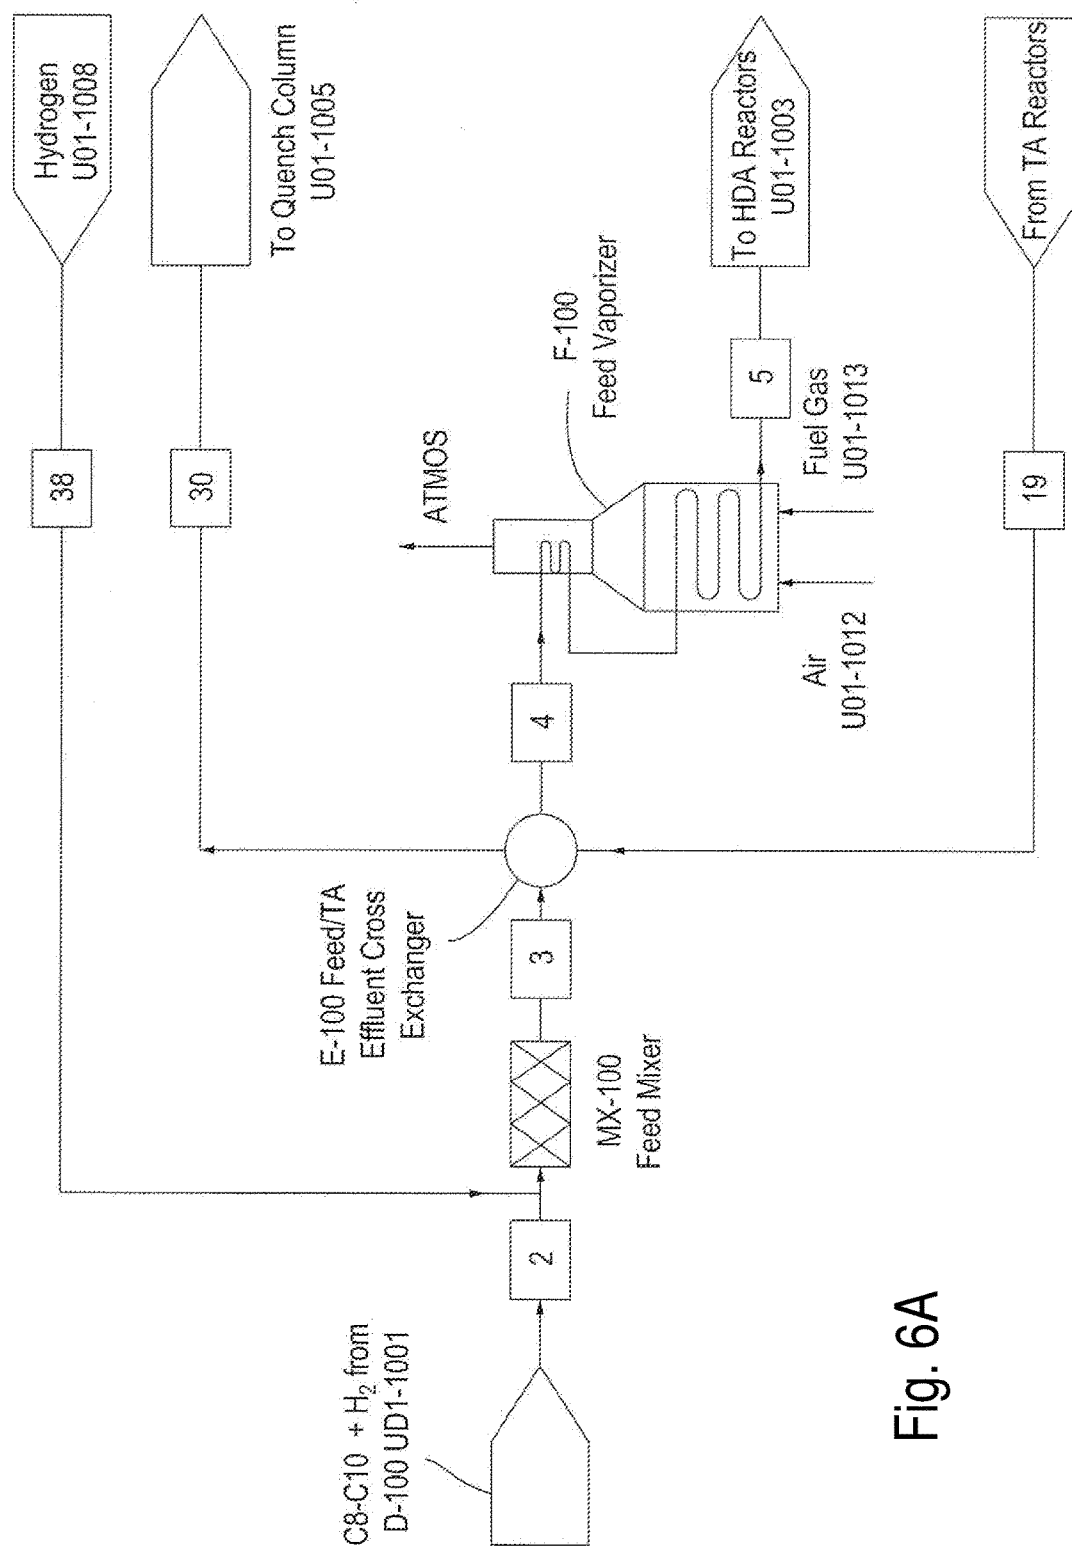 Hydrogen
U01-1008
To Quench Column
U01-1005
38
30
ATMOS
F-100
Feed Vaporizer
To HDA Reactors
U01-1003
5
Fuel Gas
U01-1013
Air
U01-1012
From TA Reactors
19
4
E-100 Feed/TA
Effluent Cross
Exchanger
3
MX-100
Feed Mixer
2
C8-C10 + H2 from
D-100 UD1-1001
Fig. 6A